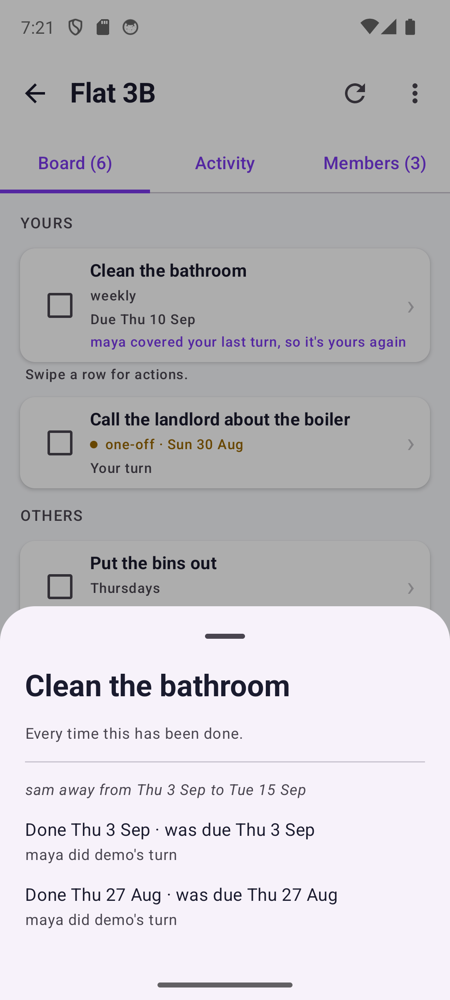 7:21
Flat 3B
Board (6)
Activity
Members (3)
YOURS
Clean the bathroom
weekly
Due Thu 10 Sep
maya covered your last turn, so it's yours again
Swipe a row for actions.
Call the landlord about the boiler
one-off · Sun 30 Aug
Your turn
OTHERS
Put the bins out
Thursdays
Clean the bathroom
Every time this has been done.
sam away from Thu 3 Sep to Tue 15 Sep
Done Thu 3 Sep · was due Thu 3 Sep
maya did demo's turn
Done Thu 27 Aug · was due Thu 27 Aug
maya did demo's turn